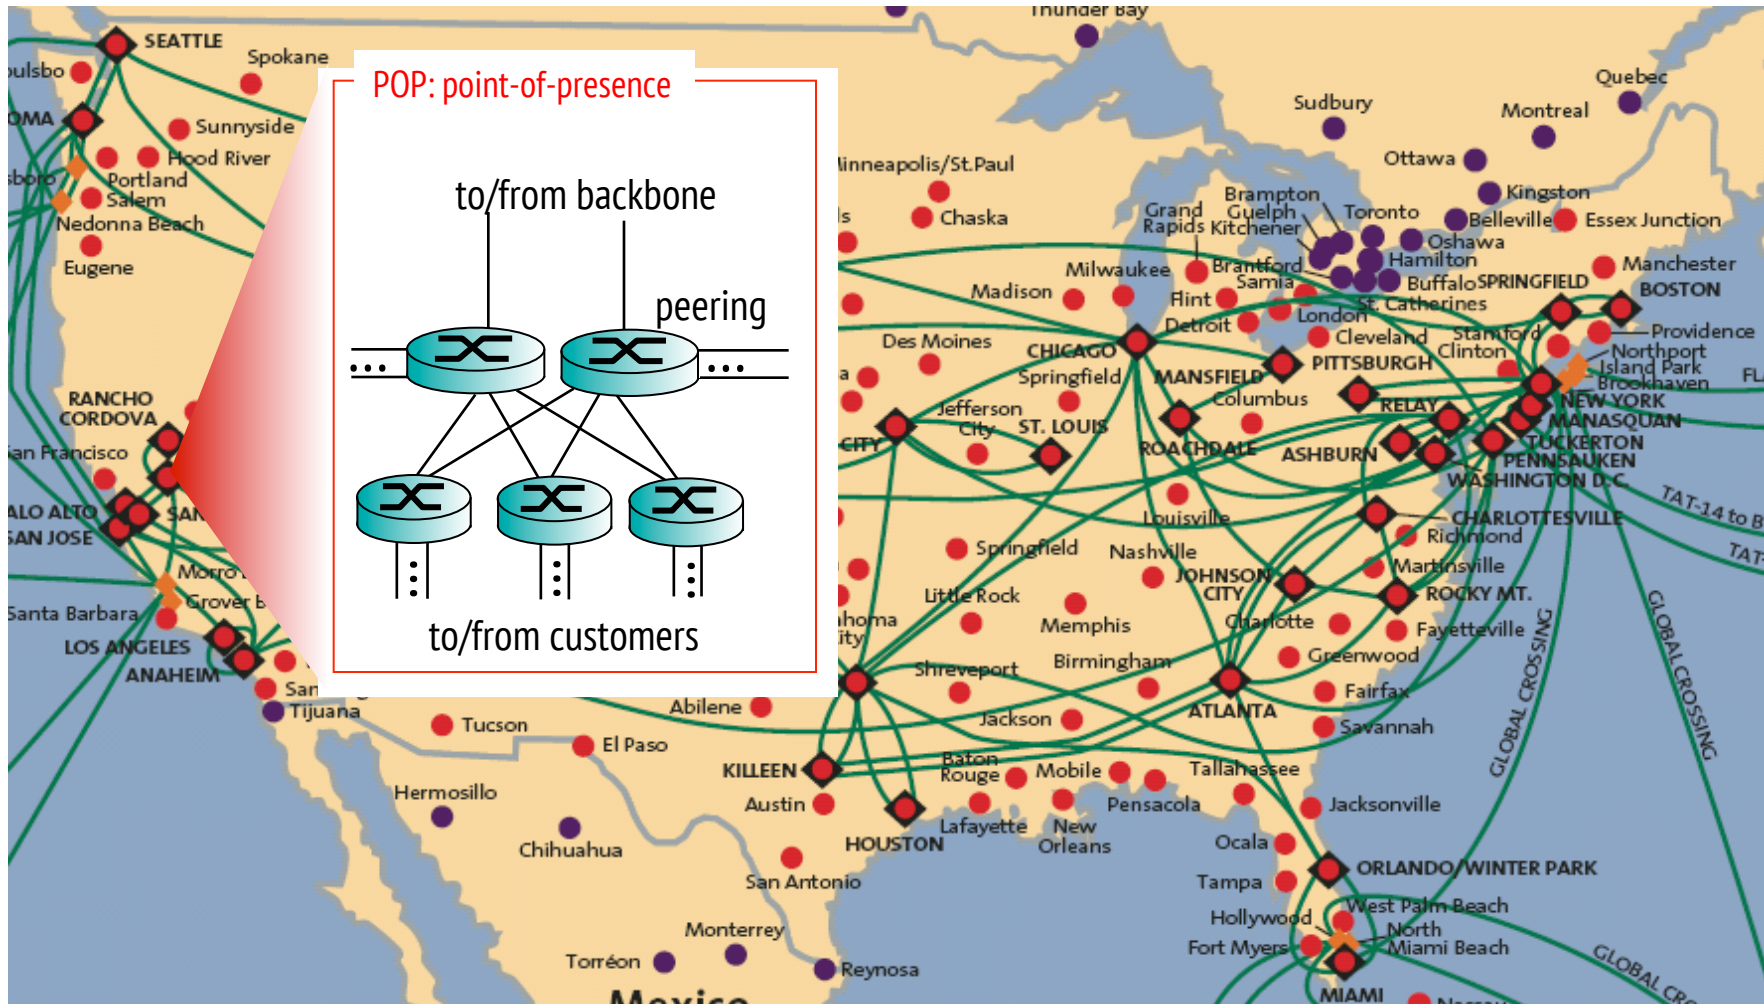 Thunder Bay
SEATTLE
Spokane
POP: point-of-presence
Quebec
Sudbury
Montreal
Sunnyside
Hood River
Ottawa
Portland
Salem
Nedonna Beach
Eugene
to/from backbone
peering
to/from customers
Chaska
Brampton
Guelph
Kitchener
Grand
Rapids
Toronto
Kingston
Belleville
Essex Junction
Oshawa
Hamilton
Milwaukee
Brantford
Buffalo
SPRINGFIELD
Manchester
BOSTON
Madison
Flint
St. Catherines
London
Detroit
Cleveland
Stamford
Providence
Des Moines
CHICAGO
Clinton
Northport
Island Park
Brookhaven
Springfield
MANSFIELD
PITTSBURGH
Columbus
RELAY
NEW YORK
MANASQUAN
TUCKERTON
PENNSAUKEN
WASHINGTON D.C.
RANCHO
CORDOVA
Jefferson
City
ST. LOUIS
ROACHDALE
ASHBURN
CITY
SAN JOSE
Louisville
CHARLOTTESVILLE
Richmond
TAT-14 to B
TAT-
Springfield
Nashville
JOHNSON
CITY
Martinsville
ROCKY MT.
Santa Barbara
LOS ANGELES
ANAHEIM
Little Rock
Memphis
Charlotte
Fayetteville
Greenwood
GLOBAL CROSSING
GLOBAL CROSSING
Shreveport
Birmingham
Fairfax
Tijuana
Tucson
El Paso
Abilene
Jackson
ATLANTA
Savannah
KILLEEN
Austin
Baton
Rouge
Mobile
Tallahassee
Pensacola
Jacksonville
Hermosillo
Chihuahua
HOUSTON
Lafayette
New
Orleans
Ocala
San Antonio
ORLANDO/WINTER PARK
Tampa
West Palm Beach
Hollywood
North
Miami Beach
Fort Myers
Monterrey
Torréon
Reynosa
Mexico
MIAMI
GLOBAL